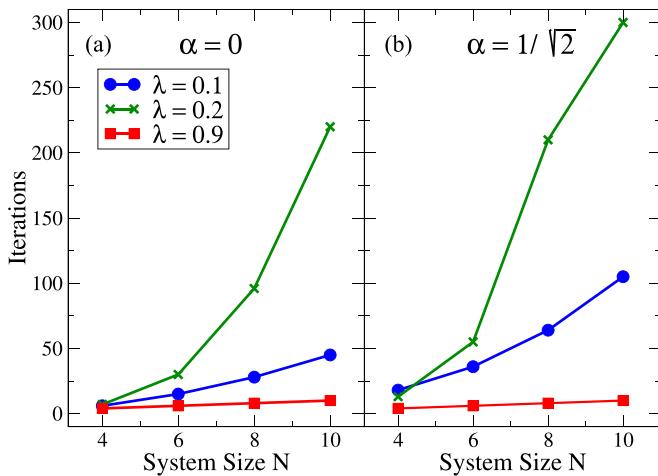 (a) α = 0
(b) α = 1/ √2
λ = 0.1
λ = 0.2
λ = 0.9
Iterations
300
250
200
150
100
50
0
4 6 8 10
4 6 8 10
System Size N
System Size N